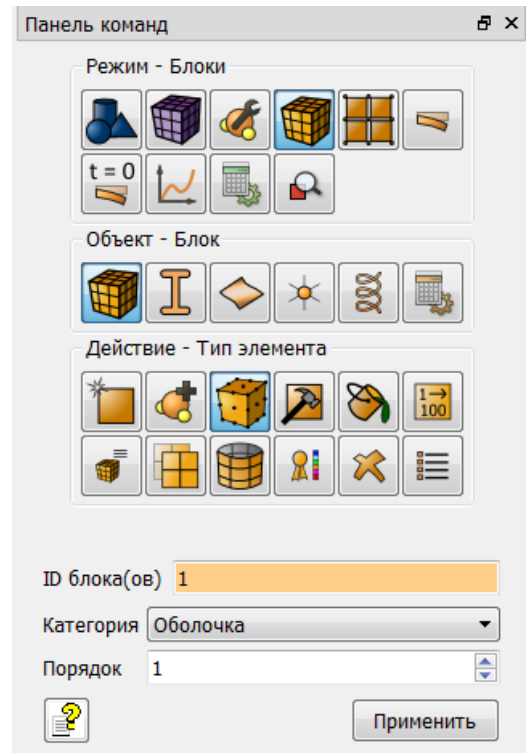 Панель команд
Режим - Блоки
t = 0
Объект - Блок
Действие - Тип элемента
1→
100
ID блока(ов) 1
Категория Оболочка
Порядок 1
Применить